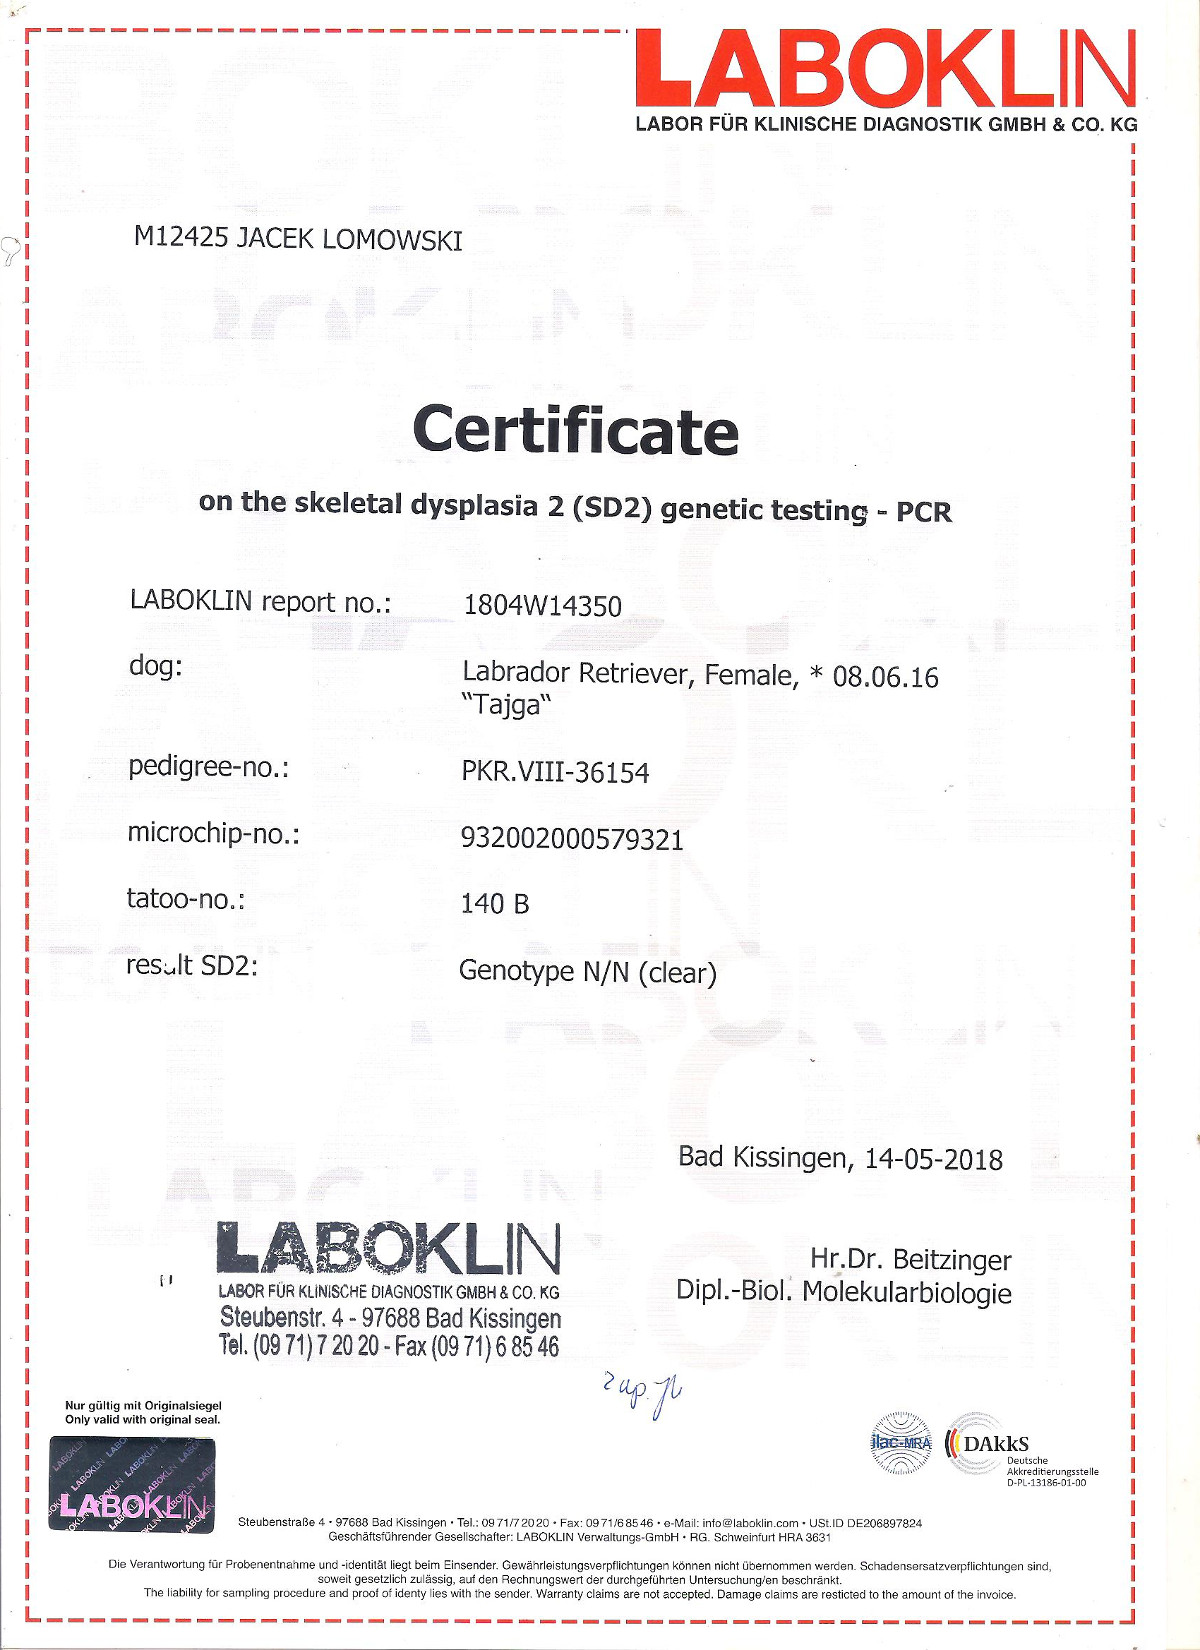 LABOKLIN
LABOR FÜR KLINISCHE DIAGNOSTIK GMBH & CO. KG
M12425 JACEK LOMOWSKI
Certificate
on the skeletal dysplasia 2 (SD2) genetic testing - PCR
LABOKLIN report no.: 1804W14350
dog: Labrador Retriever, Female, * 08.06.16
"Tajga"
pedigree-no.: PKR.VIII-36154
microchip-no.: 932002000579321
tatoo-no.: 140 B
result SD2: Genotype N/N (clear)
Bad Kissingen, 14-05-2018
Hr.Dr. Beitzinger
Dipl.-Biol. Molekularbiologie
LABOKLIN
LABOR FÜR KLINISCHE DIAGNOSTIK GMBH & CO. KG
Steubenstr. 4 - 97688 Bad Kissingen
Tel. (09 71) 7 20 20 - Fax (09 71) 6 85 46
Nur gültig mit Originalsiegel
Only valid with original seal.
LABOKLIN
ilac-MRA
DAkkS
Deutsche
Akkreditierungsstelle
D-PL-13186-01-00
Steubenstraße 4 • 97688 Bad Kissingen • Tel.: 09 71/7 20 20 • Fax: 09 71/6 85 46 • e-Mail: info@laboklin.com • USt.ID DE206897824
Geschäftsführender Gesellschafter: LABOKLIN Verwaltungs-GmbH • RG. Schweinfurt HRA 3631
Die Verantwortung für Probenentnahme und -identität liegt beim Einsender. Gewährleistungsverpflichtungen können nicht übernommen werden. Schadensersatzverpflichtungen sind,
soweit gesetzlich zulässig, auf den Rechnungswert der durchgeführten Untersuchung/en beschränkt.
The liability for sampling procedure and proof of identy lies with the sender. Warranty claims are not accepted. Damage claims are resticted to the amount of the invoice.